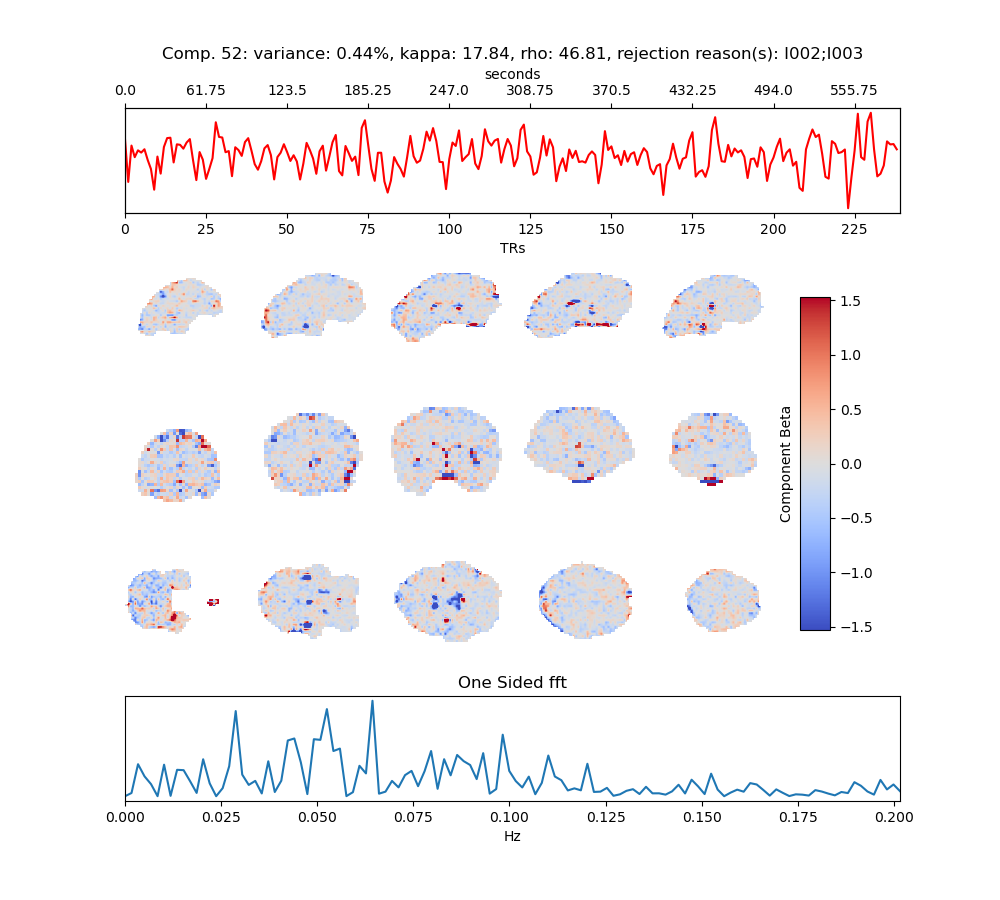 Comp. 52: variance: 0.44%, kappa: 17.84, rho: 46.81, rejection reason(s): I002;I003
seconds
0.0 61.75 123.5 185.25 247.0 308.75 370.5 432.25 494.0 555.75
0 25 50 75 100 125 150 175 200 225
TRs
1.5
1.0
0.5
0.0
−0.5
−1.0
−1.5
Component Beta
One Sided fft
0.000 0.025 0.050 0.075 0.100 0.125 0.150 0.175 0.200
Hz